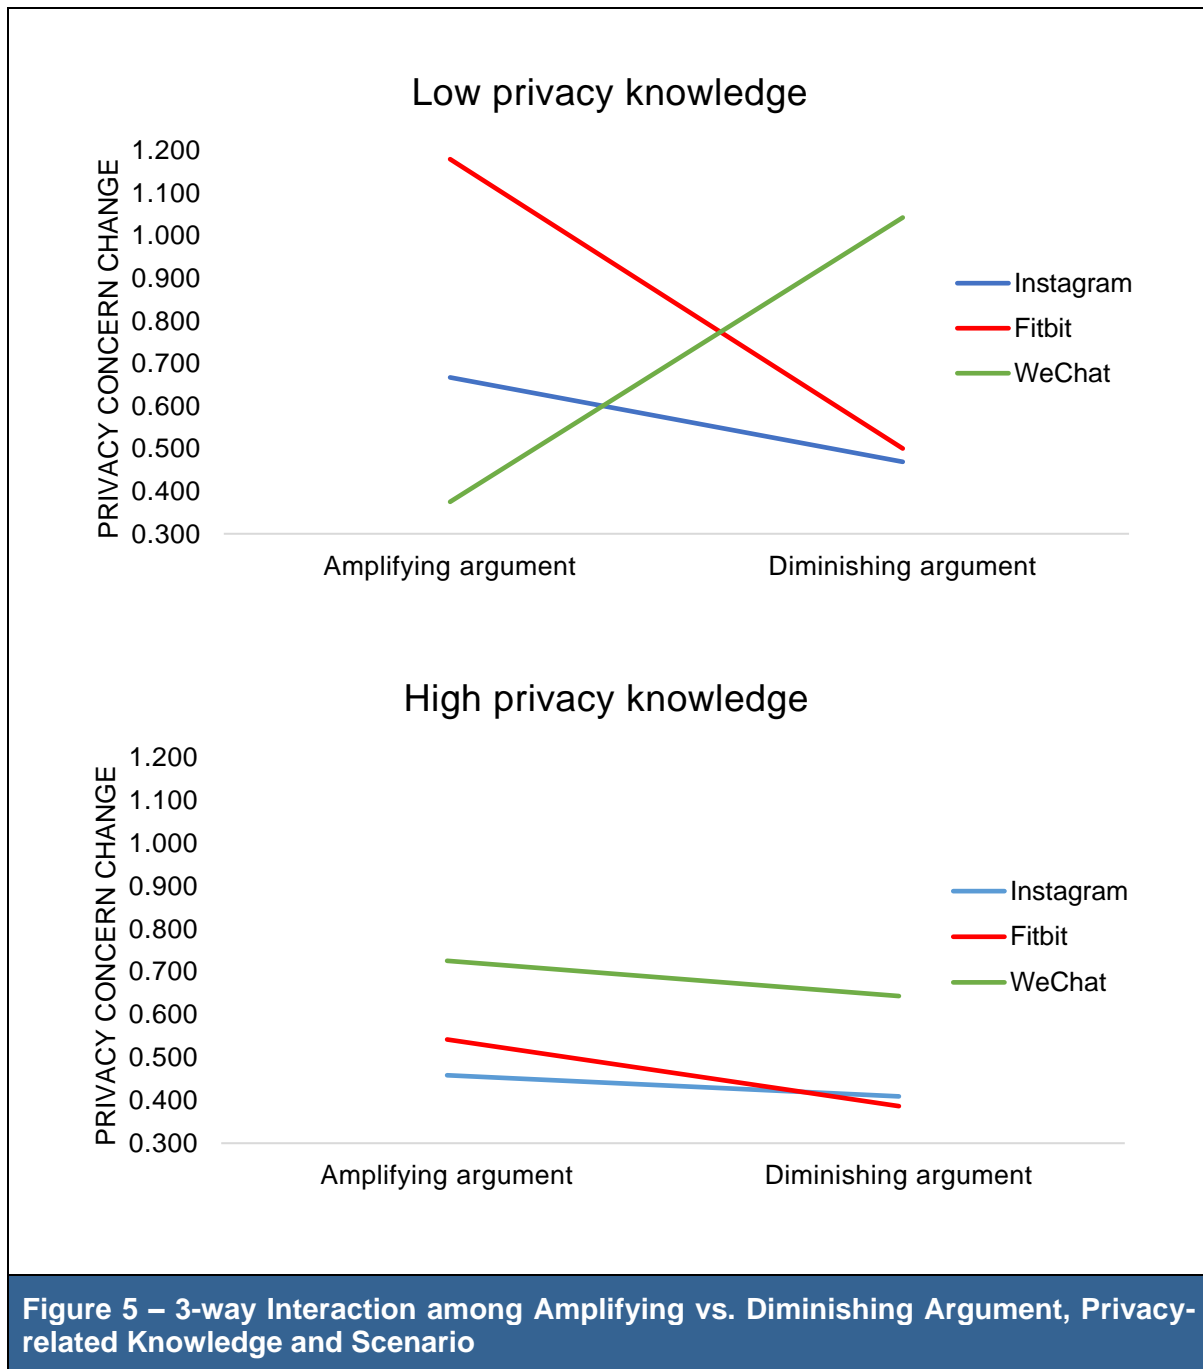 Low privacy knowledge
PRIVACY CONCERN CHANGE
1.200
1.100
1.000
0.900
0.800
0.700
0.600
0.500
0.400
0.300
Amplifying argument
Diminishing argument
Instagram
Fitbit
WeChat
High privacy knowledge
PRIVACY CONCERN CHANGE
1.200
1.100
1.000
0.900
0.800
0.700
0.600
0.500
0.400
0.300
Amplifying argument
Diminishing argument
Instagram
Fitbit
WeChat
Figure 5 – 3-way Interaction among Amplifying vs. Diminishing Argument, Privacy-
related Knowledge and Scenario